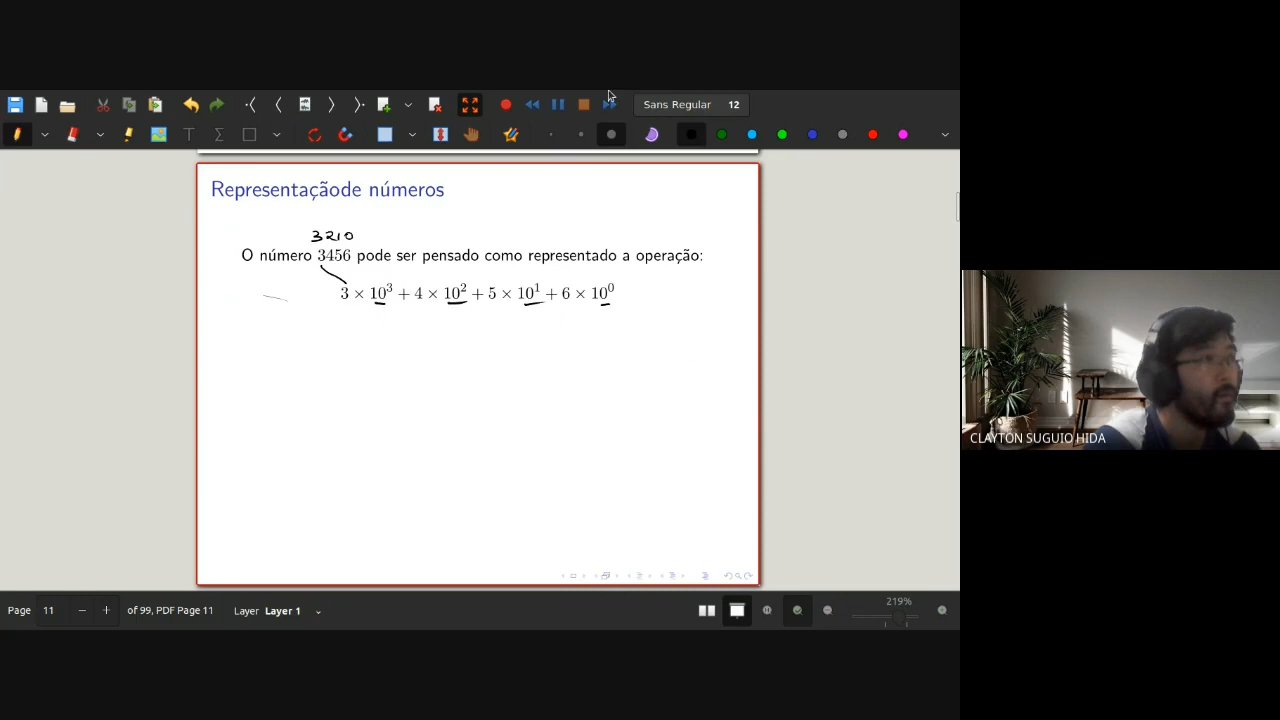 Sans Regular 12
Representaçãode números
3210
O número 3456 pode ser pensado como representado a operação:
3 × 10³ + 4 × 10² + 5 × 10¹ + 6 × 10⁰
CLAYTON SUGUIO HIDA
Page 11 of 99, PDF Page 11 Layer Layer 1 219%